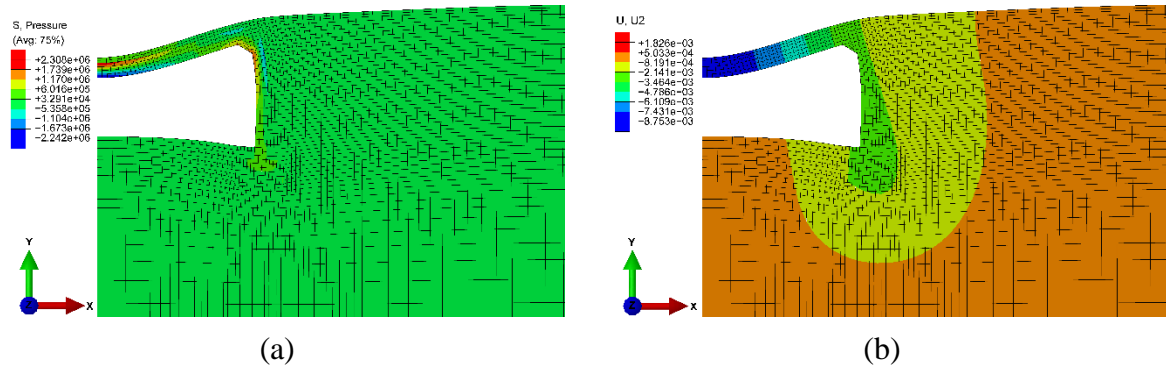 S, Pressure
(Avg: 75%)
+2.308e+06
+1.739e+06
+1.170e+06
+6.016e+05
+3.291e+04
-5.358e+05
-1.104e+06
-1.673e+06
-2.242e+06
Y
Z
X
(a)
U, U2
+1.826e-03
+5.033e-04
-8.191e-04
-2.141e-03
-3.464e-03
-4.786e-03
-6.109e-03
-7.431e-03
-8.753e-03
Y
Z
X
(b)